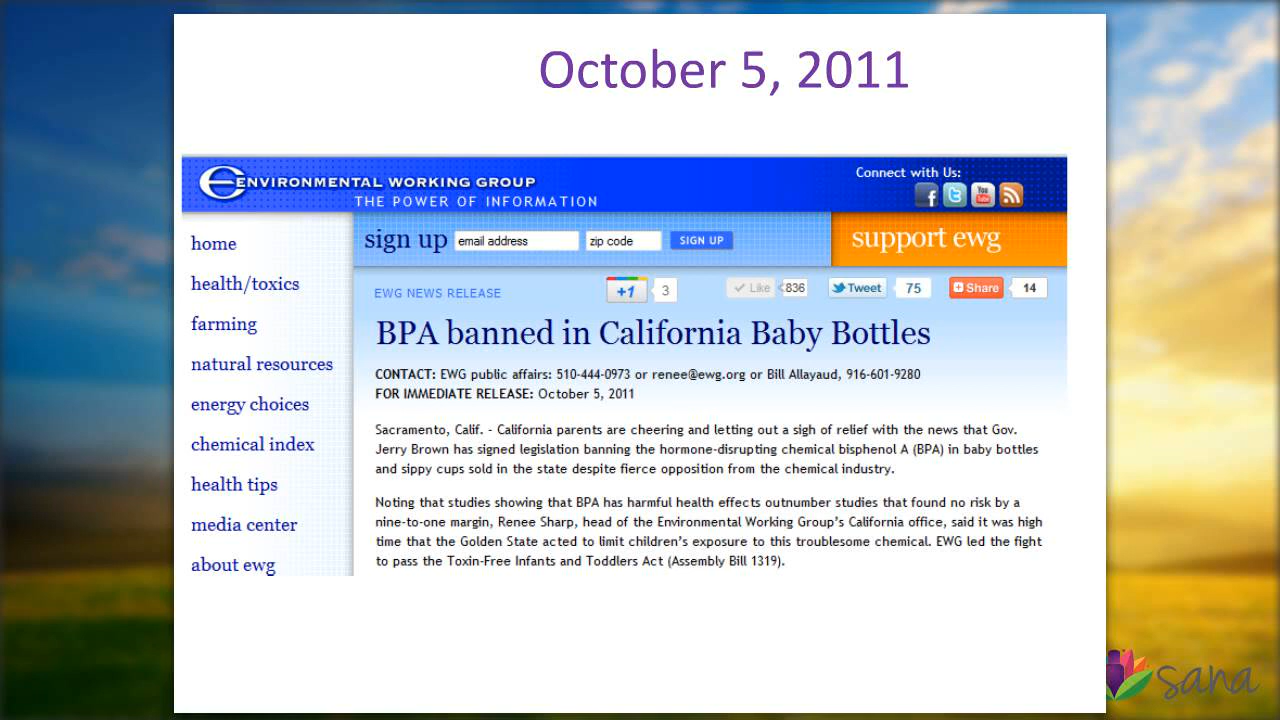 October 5, 2011
ENVIRONMENTAL WORKING GROUP
THE POWER OF INFORMATION
Connect with Us:
f
You
Tube
home
health/toxics
farming
natural resources
energy choices
chemical index
health tips
media center
about ewg
sign up email address zip code SIGN UP
support ewg
EWG NEWS RELEASE
+1 3
Like 836
Tweet 75
Share 14
BPA banned in California Baby Bottles
CONTACT: EWG public affairs: 510-444-0973 or renee@ewg.org or Bill Allayaud, 916-601-9280
FOR IMMEDIATE RELEASE: October 5, 2011
Sacramento, Calif. - California parents are cheering and letting out a sigh of relief with the news that Gov.
Jerry Brown has signed legislation banning the hormone-disrupting chemical bisphenol A (BPA) in baby bottles
and sippy cups sold in the state despite fierce opposition from the chemical industry.
Noting that studies showing that BPA has harmful health effects outnumber studies that found no risk by a
nine-to-one margin, Renee Sharp, head of the Environmental Working Group's California office, said it was high
time that the Golden State acted to limit children's exposure to this troublesome chemical. EWG led the fight
to pass the Toxin-Free Infants and Toddlers Act (Assembly Bill 1319).
sana